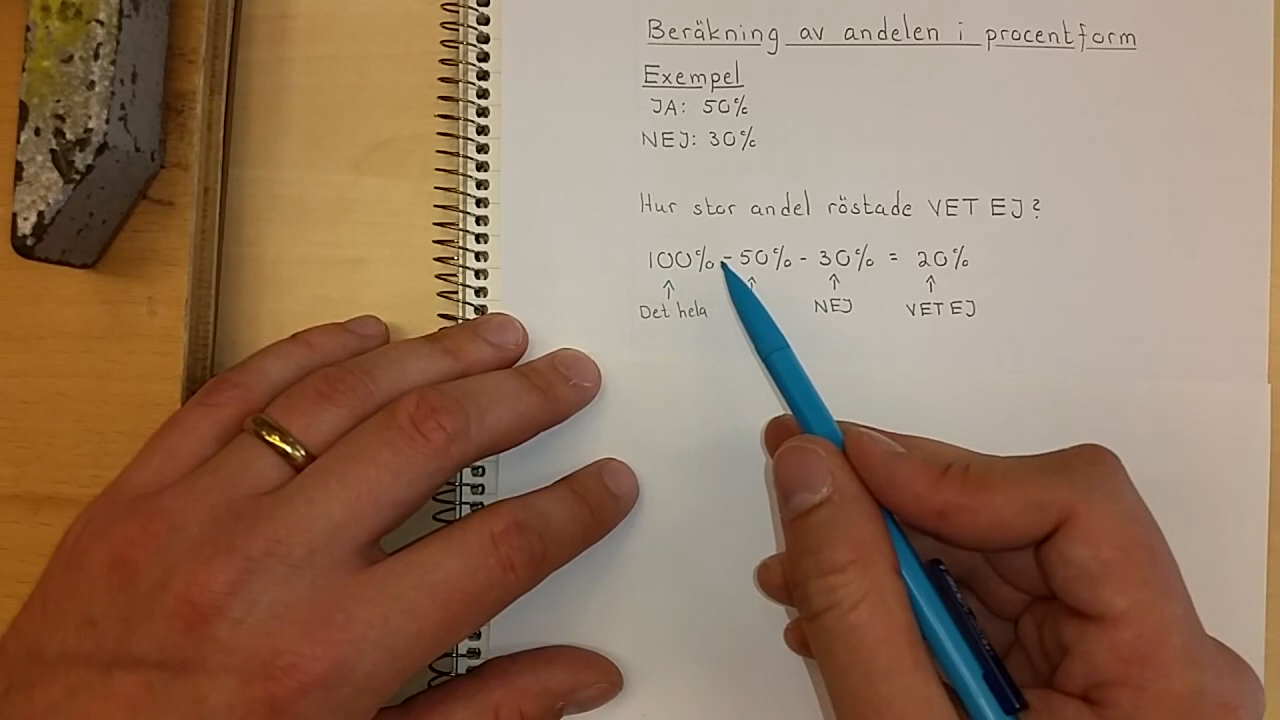 Beräkning av andelen i procentform
Exempel
JA: 50%
NEJ: 30%
Hur stor andel röstade VET EJ?
100% - 50% - 30% = 20%
↑ ↑ ↑ ↑
Det hela NEJ VET EJ